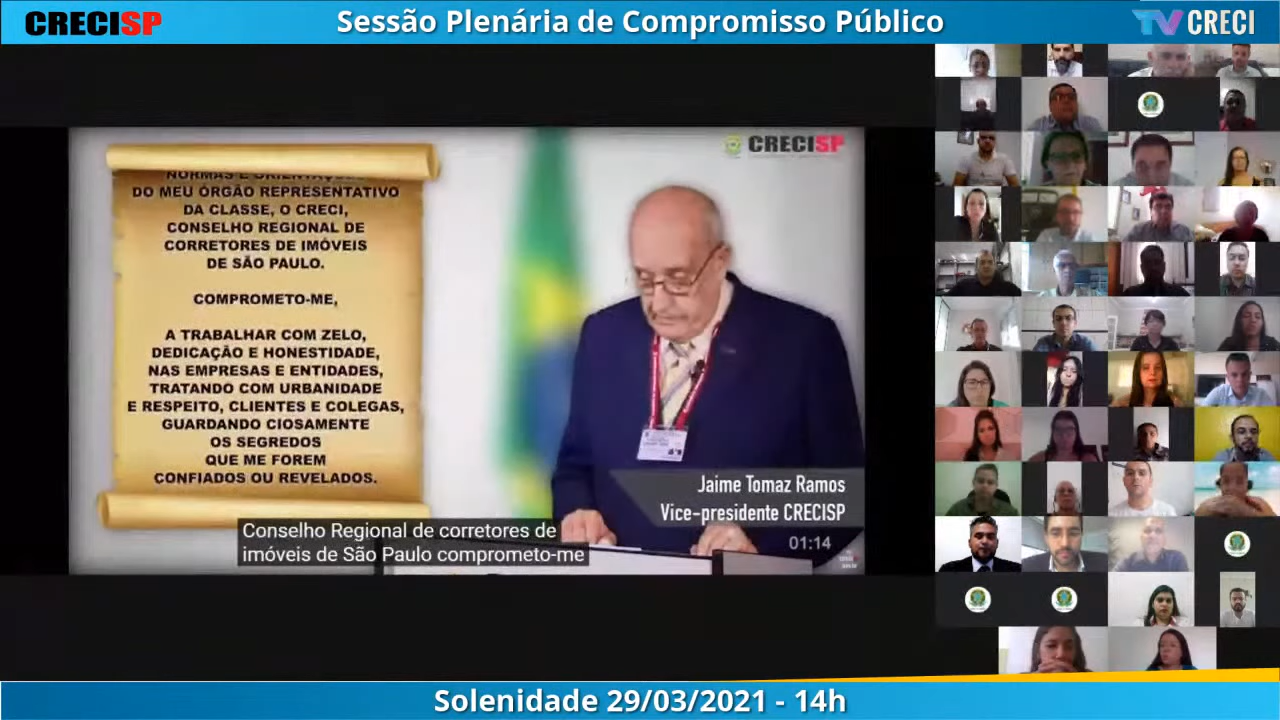 CRECISP
Sessão Plenária de Compromisso Público
TV CRECI
CRECISP
NORMAS E ORIENTAÇÕES
DO MEU ÓRGÃO REPRESENTATIVO
DA CLASSE, O CRECI,
CONSELHO REGIONAL DE
CORRETORES DE IMÓVEIS
DE SÃO PAULO.
COMPROMETO-ME,
A TRABALHAR COM ZELO,
DEDICAÇÃO E HONESTIDADE,
NAS EMPRESAS E ENTIDADES,
TRATANDO COM URBANIDADE
E RESPEITO, CLIENTES E COLEGAS,
GUARDANDO CIOSAMENTE
OS SEGREDOS
QUE ME FOREM
CONFIADOS OU REVELADOS.
Jaime Tomaz Ramos
Vice-presidente CRECISP
01:14
Conselho Regional de corretores de
imóveis de São Paulo comprometo-me
Solenidade 29/03/2021 - 14h